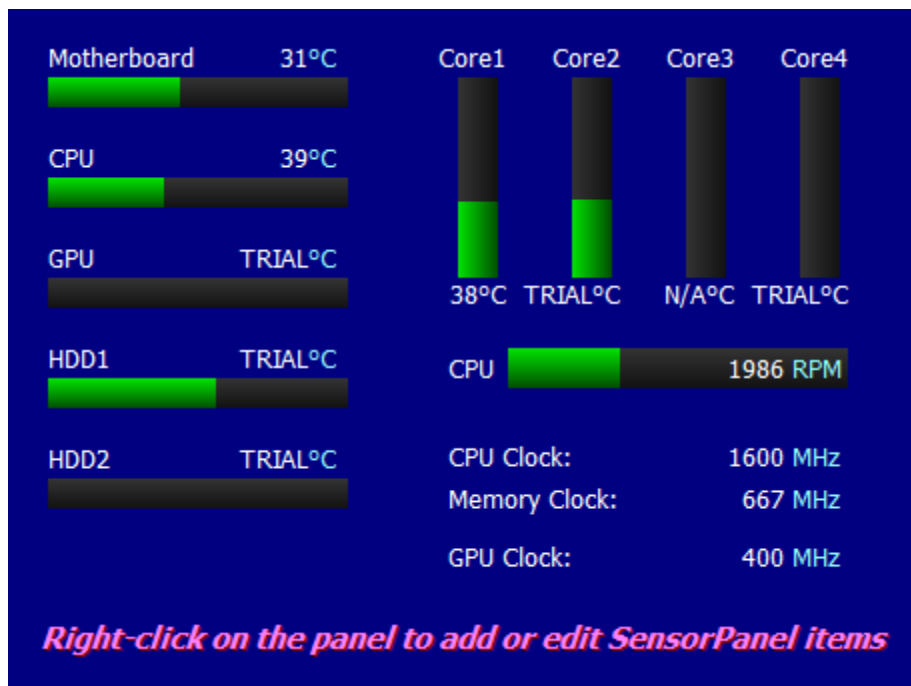 Motherboard 31°C
CPU 39°C
GPU TRIAL°C
HDD1 TRIAL°C
HDD2 TRIAL°C
Core1 Core2 Core3 Core4
38°C TRIAL°C N/A°C TRIAL°C
CPU 1986 RPM
CPU Clock: 1600 MHz
Memory Clock: 667 MHz
GPU Clock: 400 MHz
Right-click on the panel to add or edit SensorPanel items